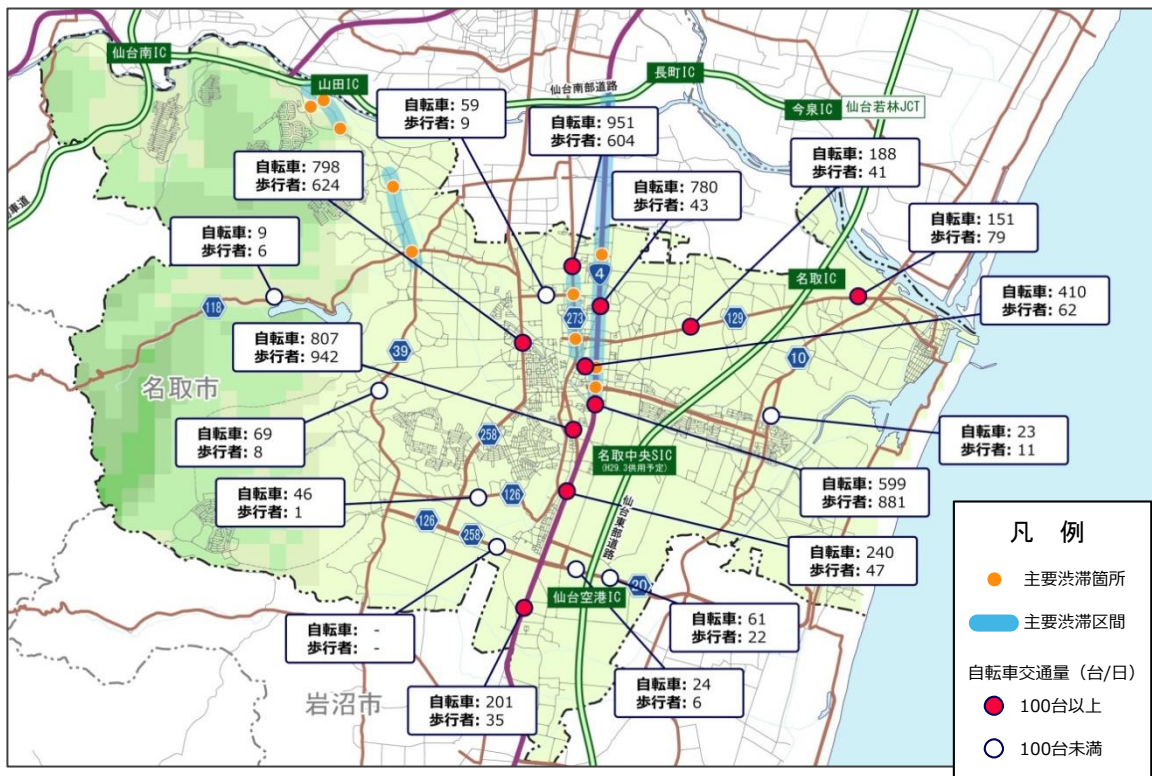 仙台南IC
山田IC
仙台南部道路
長町IC
今泉IC
仙台若林JCT
自転車: 59
歩行者: 9
自転車: 951
歩行者: 604
自転車: 188
歩行者: 41
自転車: 798
歩行者: 624
自転車: 780
歩行者: 43
自転車: 151
歩行者: 79
自転車: 9
歩行者: 6
車道
4
名取IC
118
273
129
自転車: 410
歩行者: 62
自転車: 807
歩行者: 942
39
10
名取市
自転車: 69
歩行者: 8
258
名取中央SIC
(H29.3供用予定)
自転車: 23
歩行者: 11
自転車: 46
歩行者: 1
126
126
258
仙台東部道路
自転車: 599
歩行者: 881
自転車: 240
歩行者: 47
20
仙台空港IC
自転車: -
歩行者: -
自転車: 61
歩行者: 22
自転車: 24
歩行者: 6
岩沼市
自転車: 201
歩行者: 35
凡 例
主要渋滞箇所
主要渋滞区間
自転車交通量（台/日）
100台以上
100台未満